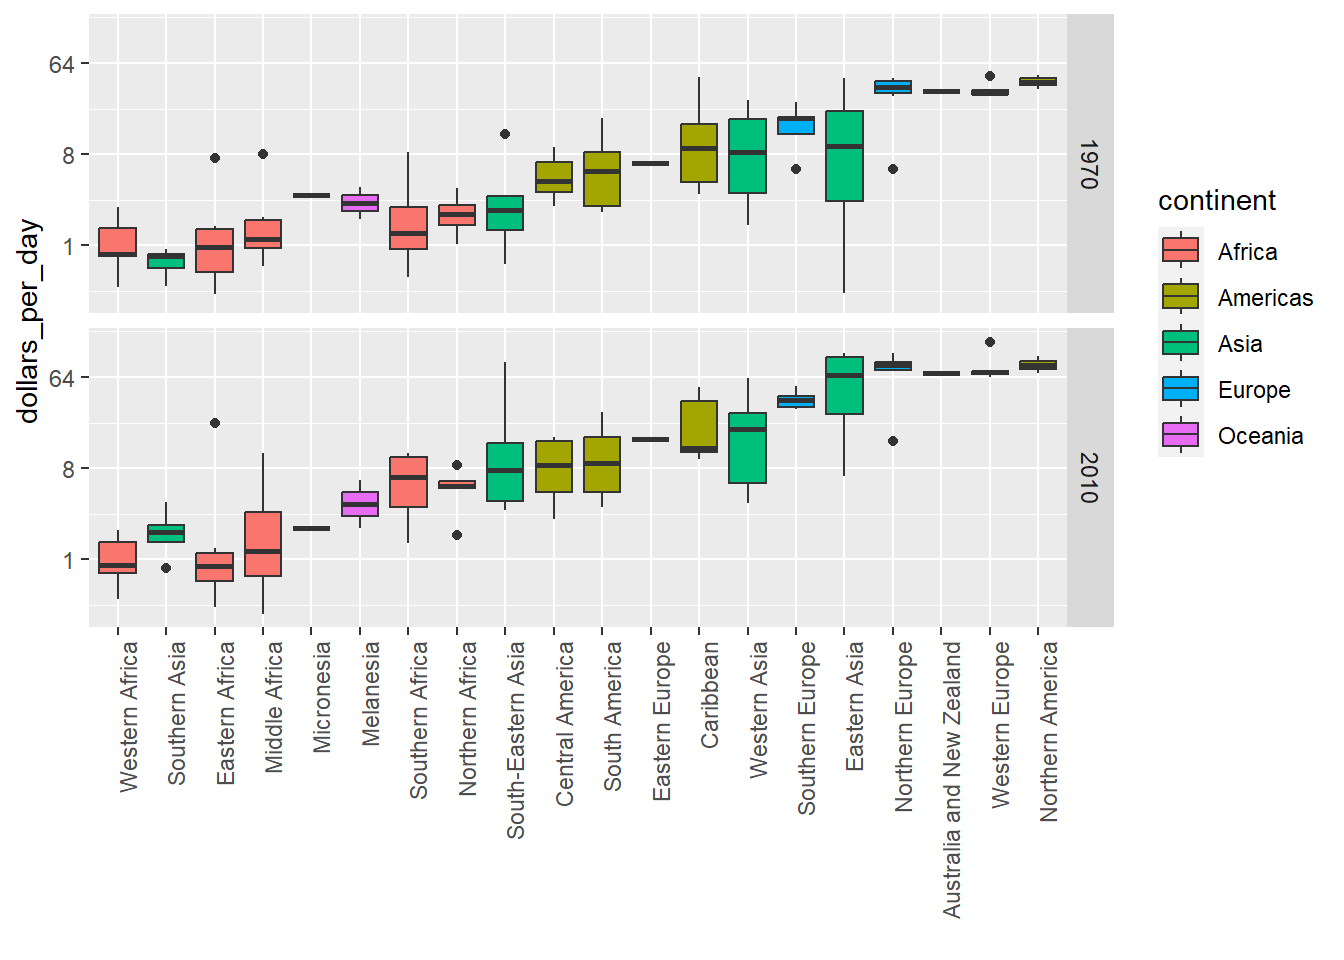 dollars_per_day
64
8
1
1970
64
8
1
2010
Western Africa
Southern Asia
Eastern Africa
Middle Africa
Micronesia
Melanesia
Southern Africa
Northern Africa
South-Eastern Asia
Central America
South America
Eastern Europe
Caribbean
Western Asia
Southern Europe
Eastern Asia
Northern Europe
Australia and New Zealand
Western Europe
Northern America
continent
Africa
Americas
Asia
Europe
Oceania